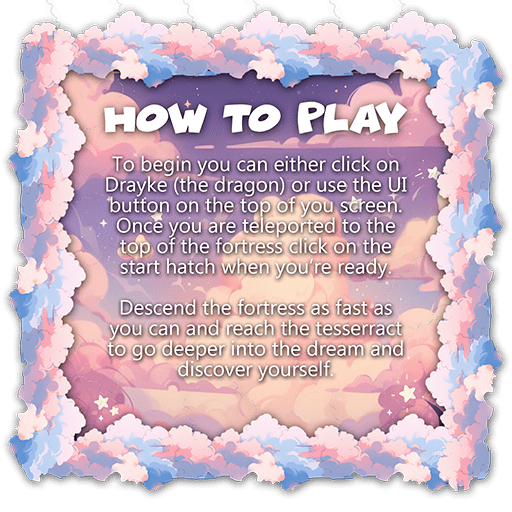 HOW TO PLAY
To begin you can either click on
Drayke (the dragon) or use the UI
button on the top of you screen.
Once you are teleported to the
top of the fortress click on the
start hatch when you're ready.
Descend the fortress as fast as
you can and reach the tesserract
to go deeper into the dream and
discover yourself.